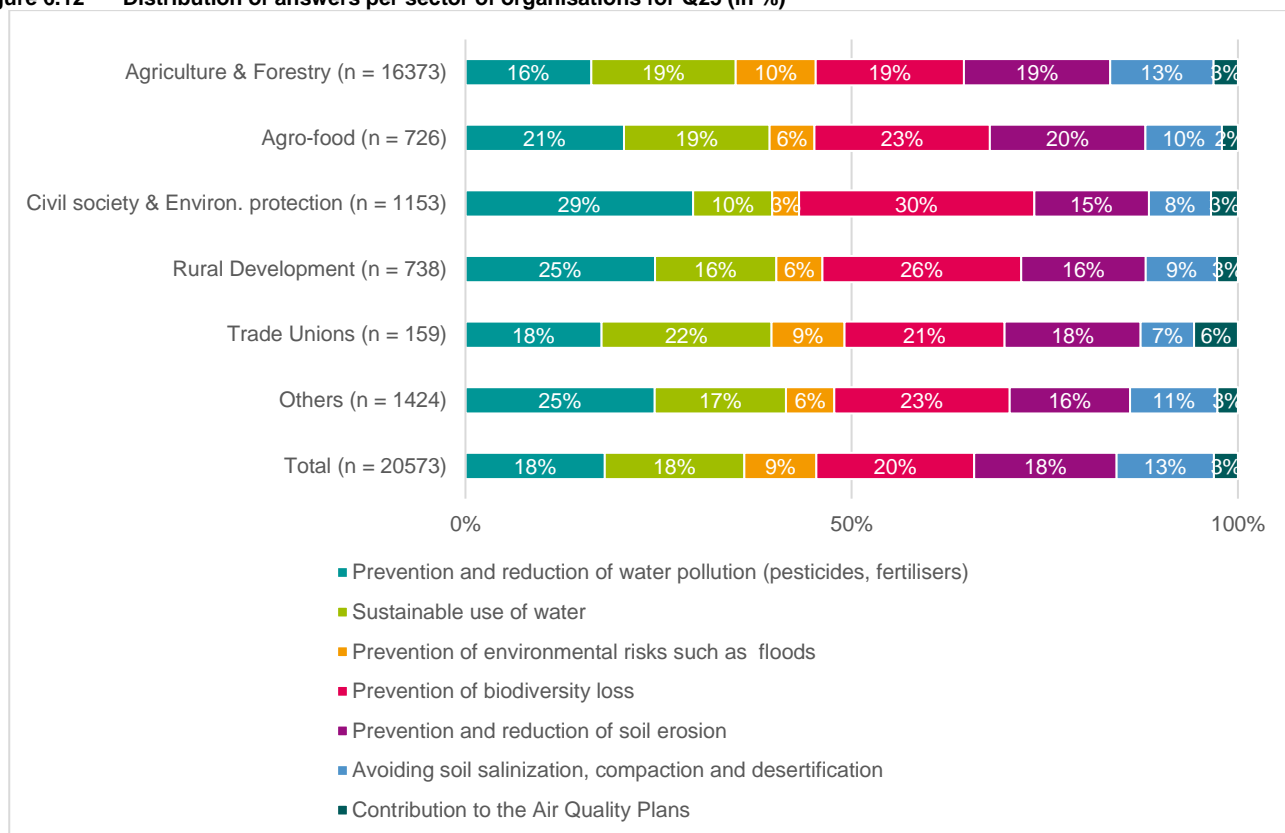 gure 6.12 Distribution of answers per sector of organisations for Q25 (in %)
Agriculture & Forestry (n = 16373) 16% 19% 10% 19% 19% 13% 3%
Agro-food (n = 726) 21% 19% 6% 23% 20% 10% 2%
Civil society & Environ. protection (n = 1153) 29% 10% 3% 30% 15% 8% 3%
Rural Development (n = 738) 25% 16% 6% 26% 16% 9% 3%
Trade Unions (n = 159) 18% 22% 9% 21% 18% 7% 6%
Others (n = 1424) 25% 17% 6% 23% 16% 11% 3%
Total (n = 20573) 18% 18% 9% 20% 18% 13% 3%
0% 50% 100%
Prevention and reduction of water pollution (pesticides, fertilisers)
Sustainable use of water
Prevention of environmental risks such as floods
Prevention of biodiversity loss
Prevention and reduction of soil erosion
Avoiding soil salinization, compaction and desertification
Contribution to the Air Quality Plans